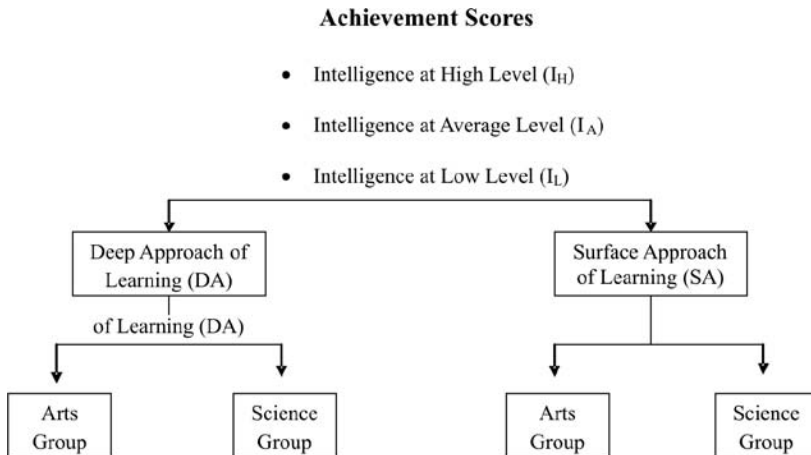 Achievement Scores
• Intelligence at High Level (I_H)
• Intelligence at Average Level (I_A)
• Intelligence at Low Level (I_L)
Deep Approach of
Learning (DA)
Surface Approach
of Learning (SA)
of Learning (DA)
Arts
Group
Science
Group
Arts
Group
Science
Group